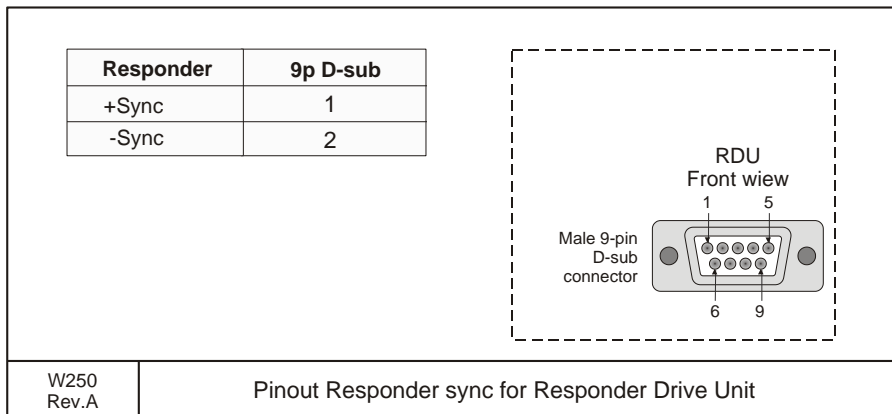 Responder 9p D-sub
+Sync 1
-Sync 2
RDU
Front wiew
1 5
Male 9-pin
D-sub
connector
6 9
W250
Rev.A
Pinout Responder sync for Responder Drive Unit